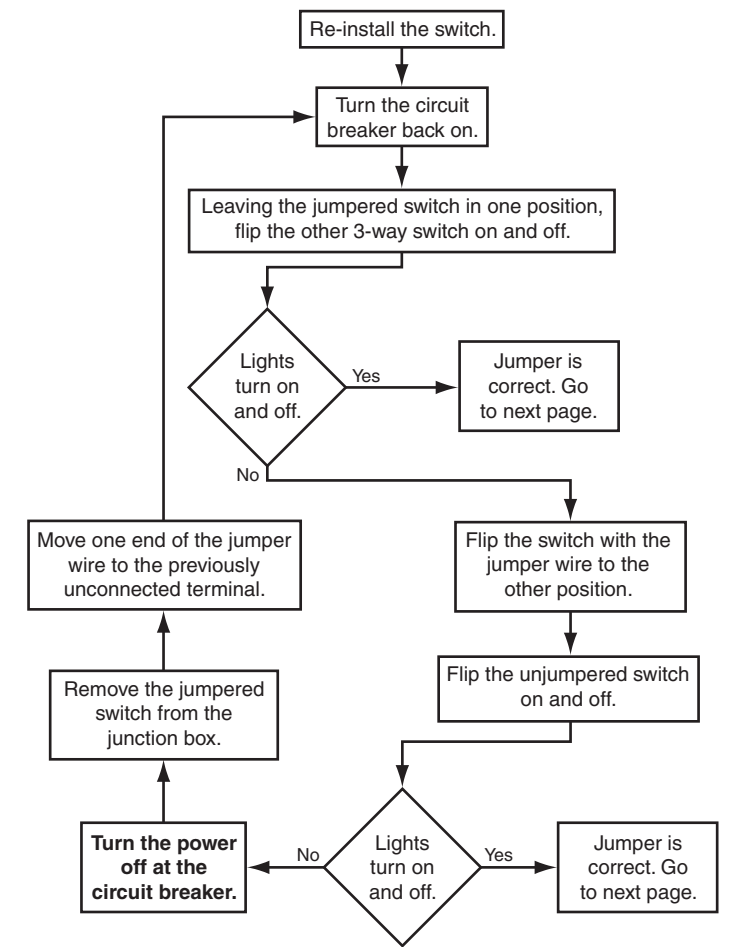 Re-install the switch.
Turn the circuit
breaker back on.
Leaving the jumpered switch in one position,
flip the other 3-way switch on and off.
Lights
turn on
and off.
Yes
Jumper is
correct. Go
to next page.
No
Flip the switch with the
jumper wire to the
other position.
Flip the unjumpered switch
on and off.
Lights
turn on
and off.
Yes
Jumper is
correct. Go
to next page.
No
Turn the power
off at the
circuit breaker.
Remove the jumpered
switch from the
junction box.
Move one end of the jumper
wire to the previously
unconnected terminal.